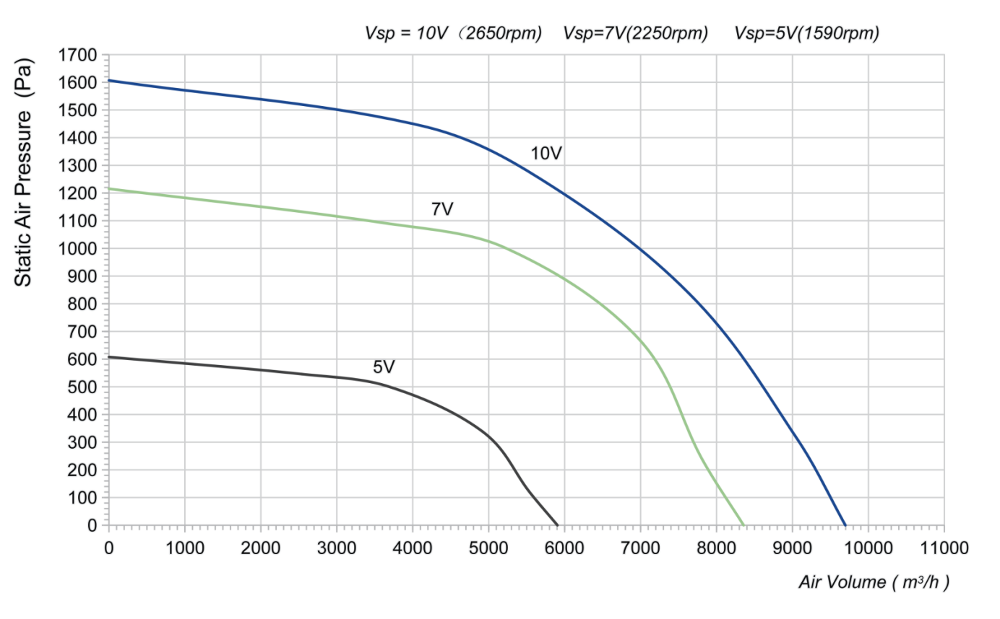 Vsp = 10V（2650rpm) Vsp=7V(2250rpm) Vsp=5V(1590rpm)
Static Air Pressure (Pa)
1700
1600
1500
1400
1300
1200
1100
1000
900
800
700
600
500
400
300
200
100
0
10V
7V
5V
0 1000 2000 3000 4000 5000 6000 7000 8000 9000 10000 11000
Air Volume ( m³/h )